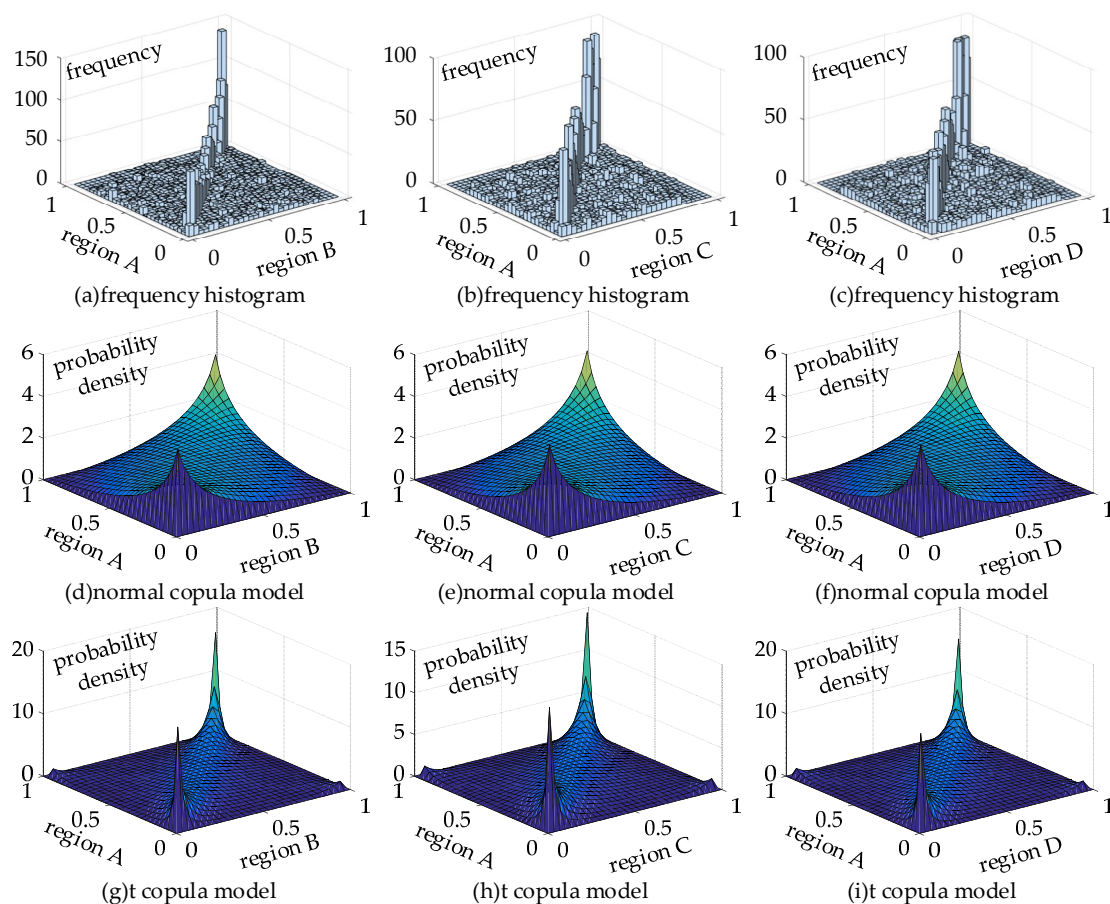 150
100
50
0
frequency
1
0.5
0
region A
0
0.5
1
region B
(a)frequency histogram
100
50
0
frequency
1
0.5
0
region A
0
0.5
1
region C
(b)frequency histogram
100
50
0
frequency
1
0.5
0
region A
0
0.5
1
region D
(c)frequency histogram
6
4
2
0
probability
density
1
0.5
0
region A
0
0.5
1
region B
(d)normal copula model
6
4
2
0
probability
density
1
0.5
0
region A
0
0.5
1
region C
(e)normal copula model
6
4
2
0
probability
density
1
0.5
0
region A
0
0.5
1
region D
(f)normal copula model
20
10
0
probability
density
1
0.5
0
region A
0
0.5
1
region B
(g)t copula model
15
10
5
0
probability
density
1
0.5
0
region A
0
0.5
1
region C
(h)t copula model
20
10
0
probability
density
1
0.5
0
region A
0
0.5
1
region D
(i)t copula model